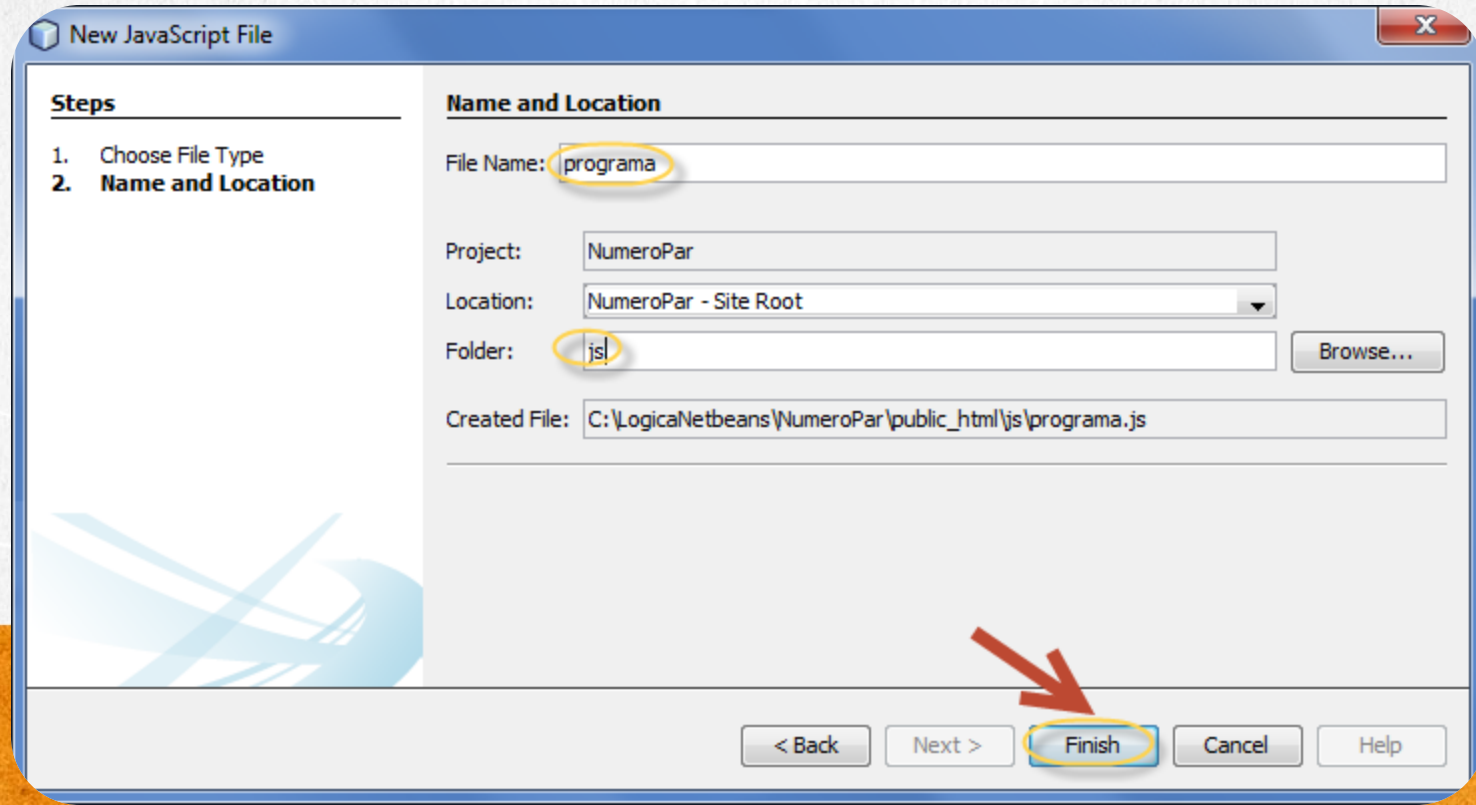 New JavaScript File
X
Steps
1. Choose File Type
2. Name and Location
Name and Location
File Name: programa
Project: NumeroPar
Location: NumeroPar - Site Root
Folder: js
Browse...
Created File: C:\LogicaNetbeans\NumeroPar\public_html\js\programa.js
< Back
Next >
Finish
Cancel
Help